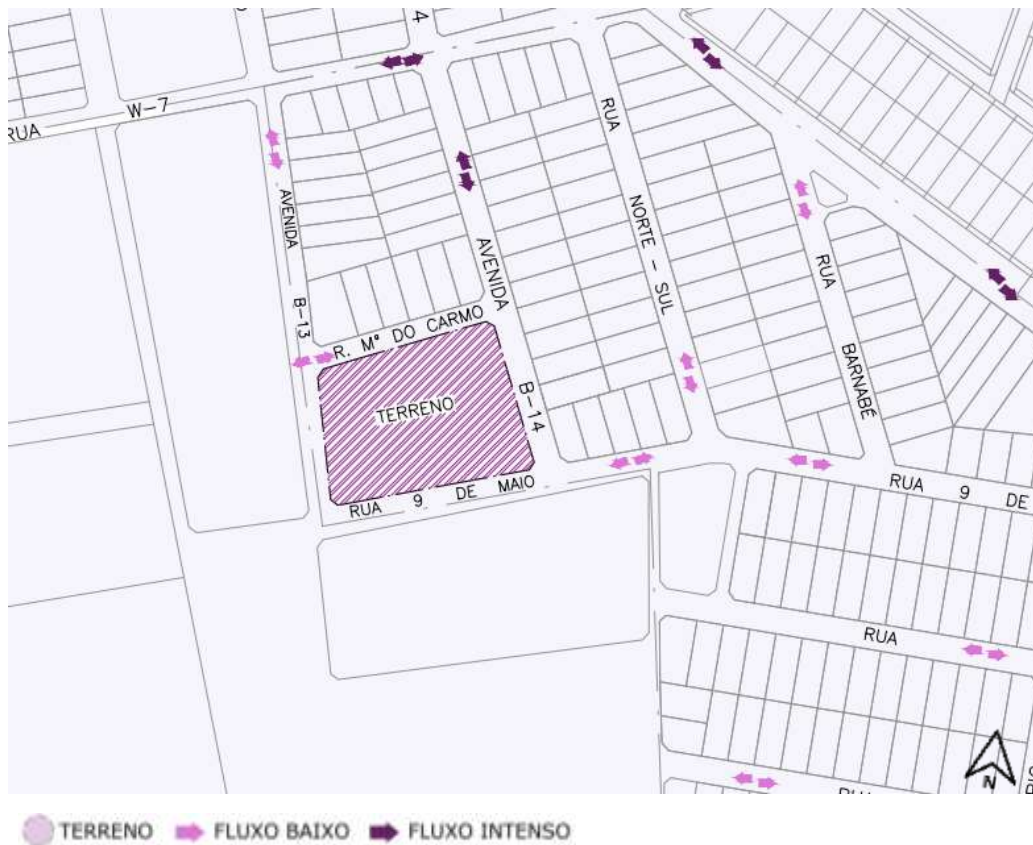 4
RUA W-7
RUA
AVENIDA
NORTE - SUL
AVENIDA
RUA
B-13
R. Mª DO CARMO
BARNABÉ
B-14
TERRENO
RUA 9 DE MAIO
RUA 9 DE
RUA
N
TERRENO FLUXO BAIXO FLUXO INTENSO